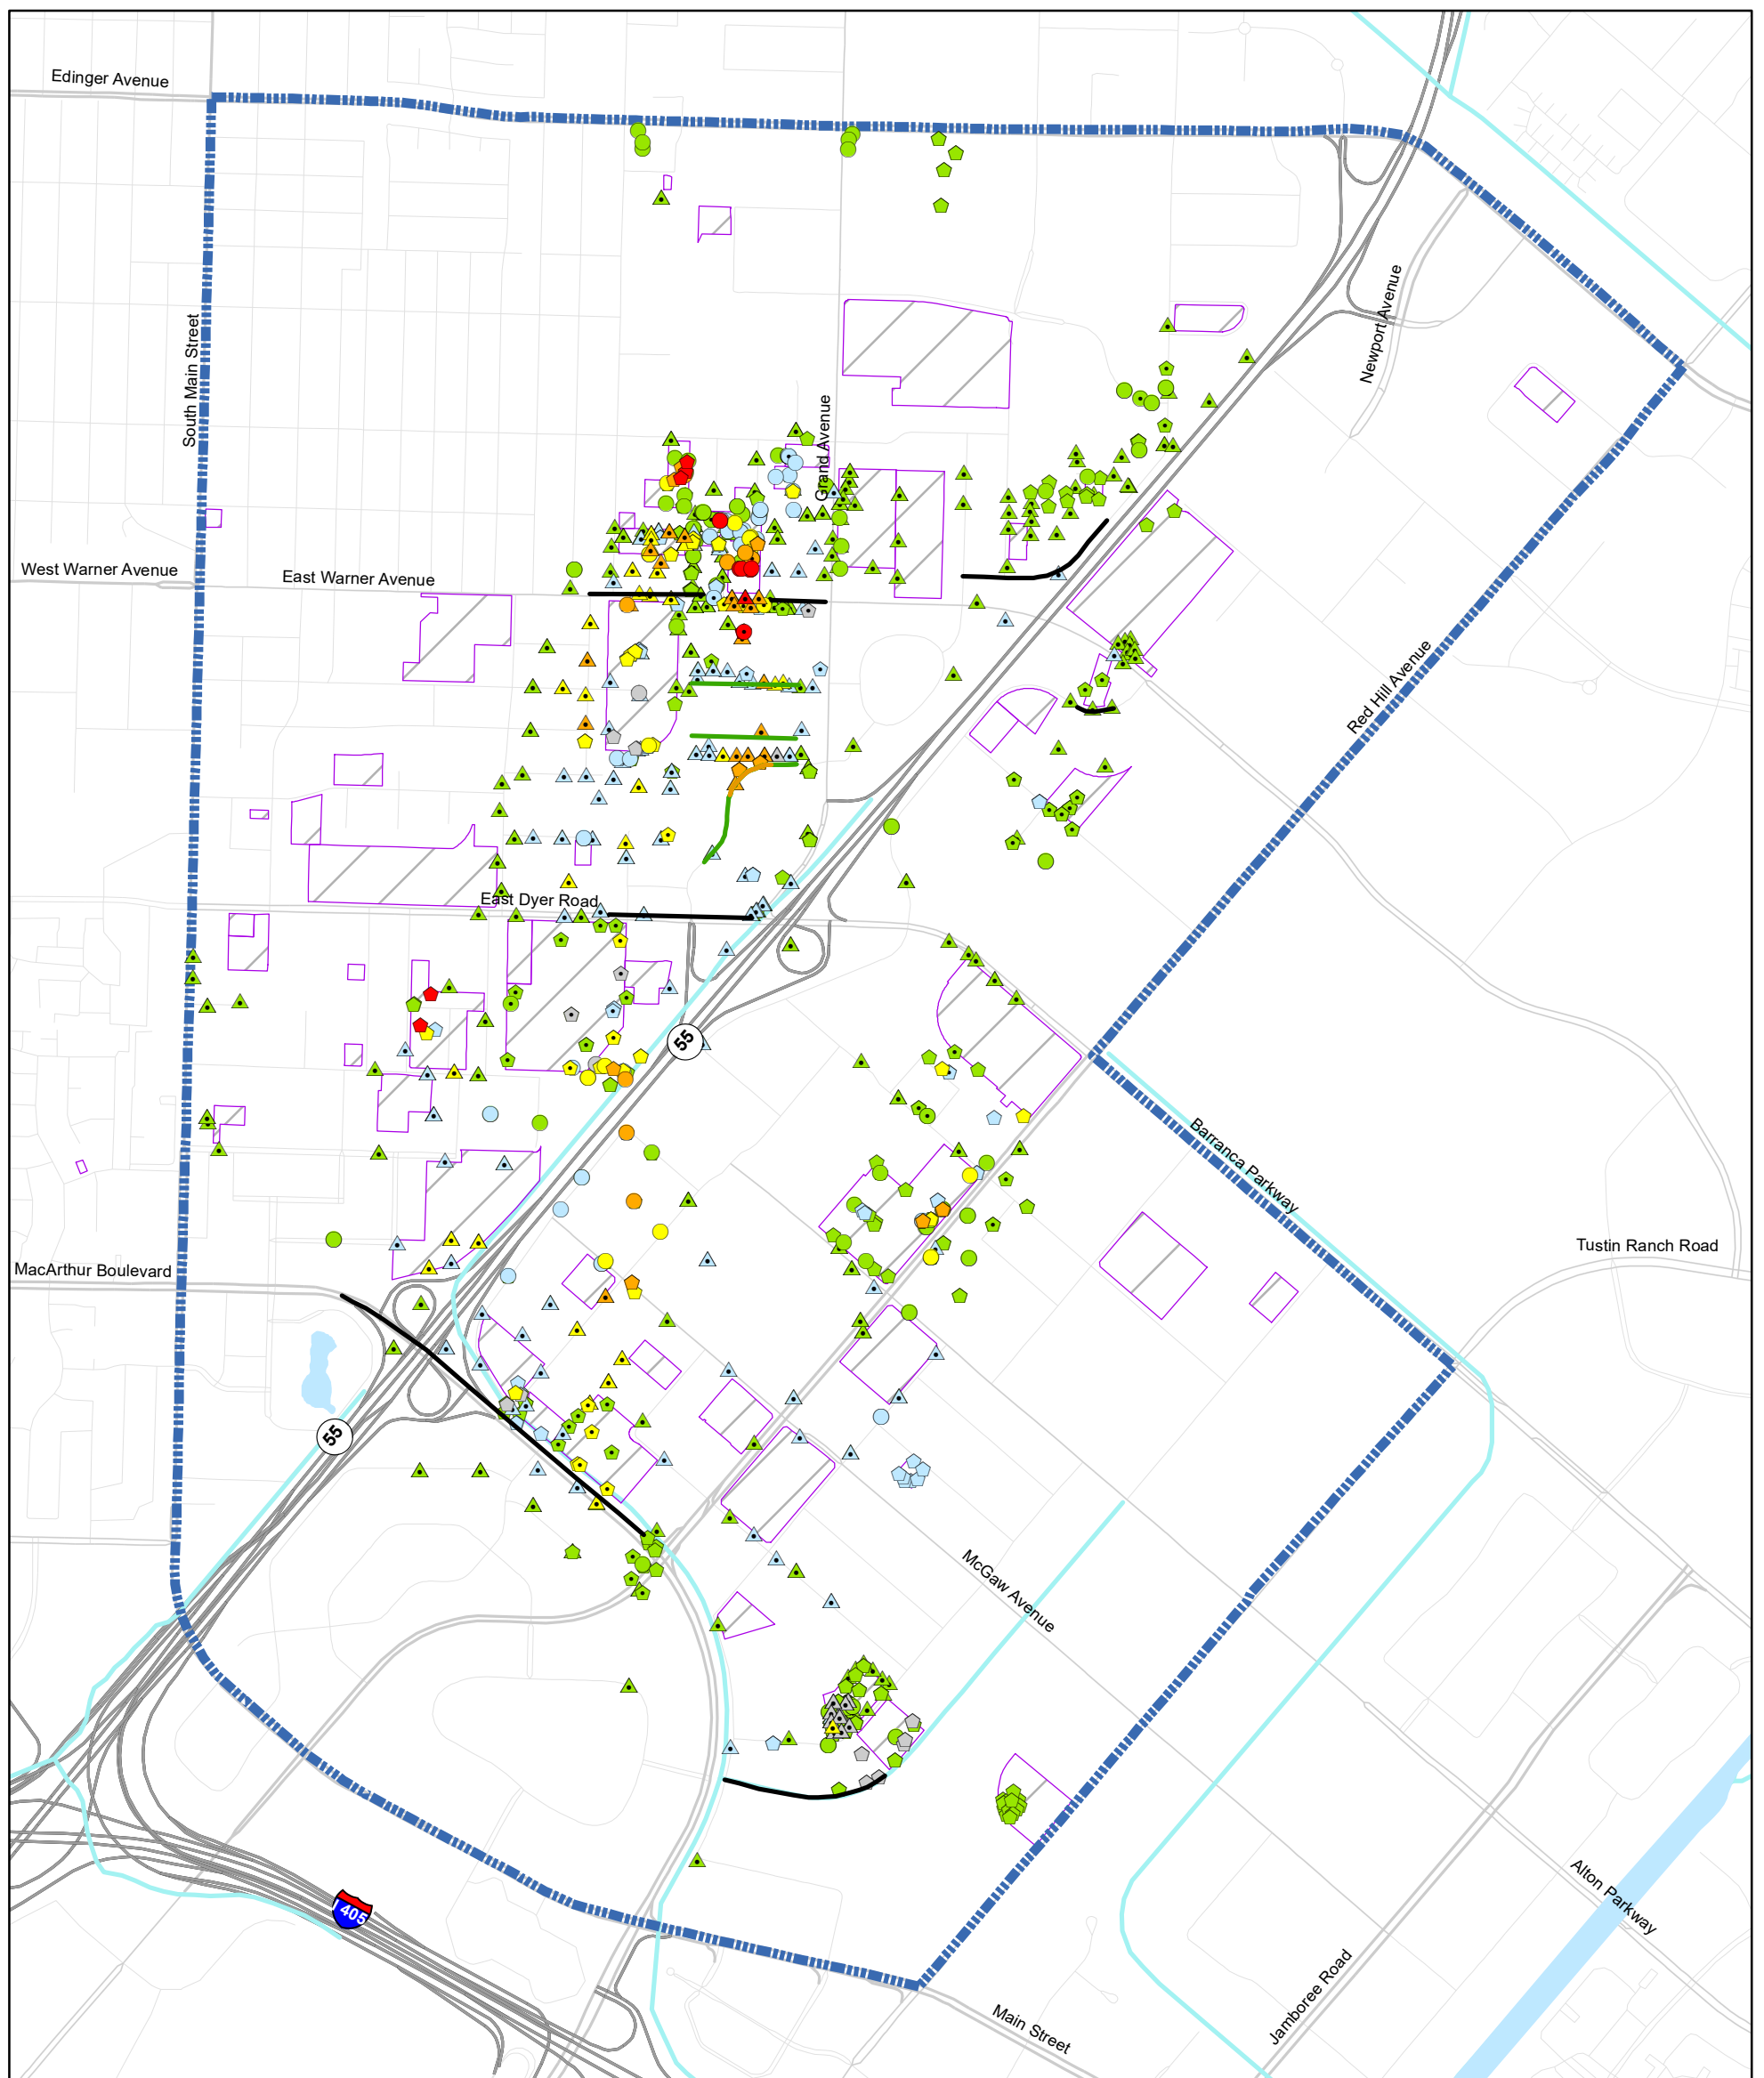 Edinger Avenue
South Main Street
Newport Avenue
Grand Avenue
West Warner Avenue
East Warner Avenue
Red Hill Avenue
East Dyer Road
55
Barranca Parkway
Tustin Ranch Road
MacArthur Boulevard
55
McGaw Avenue
Alton Parkway
405
Jamboree Road
Main Street